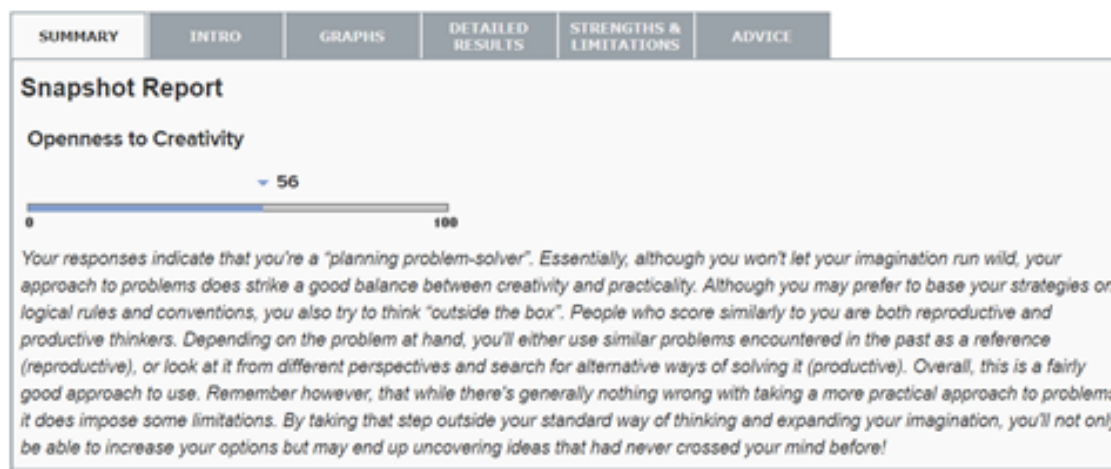 SUMMARY INTRO GRAPHS DETAILED RESULTS STRENGTHS & LIMITATIONS ADVICE
Snapshot Report
Openness to Creativity
56
0 100
Your responses indicate that you're a “planning problem-solver”. Essentially, although you won't let your imagination run wild, your
approach to problems does strike a good balance between creativity and practicality. Although you may prefer to base your strategies on
logical rules and conventions, you also try to think “outside the box”. People who score similarly to you are both reproductive and
productive thinkers. Depending on the problem at hand, you'll either use similar problems encountered in the past as a reference
(reproductive), or look at it from different perspectives and search for alternative ways of solving it (productive). Overall, this is a fairly
good approach to use. Remember however, that while there's generally nothing wrong with taking a more practical approach to problems
it does impose some limitations. By taking that step outside your standard way of thinking and expanding your imagination, you'll not only
be able to increase your options but may end up uncovering ideas that had never crossed your mind before!